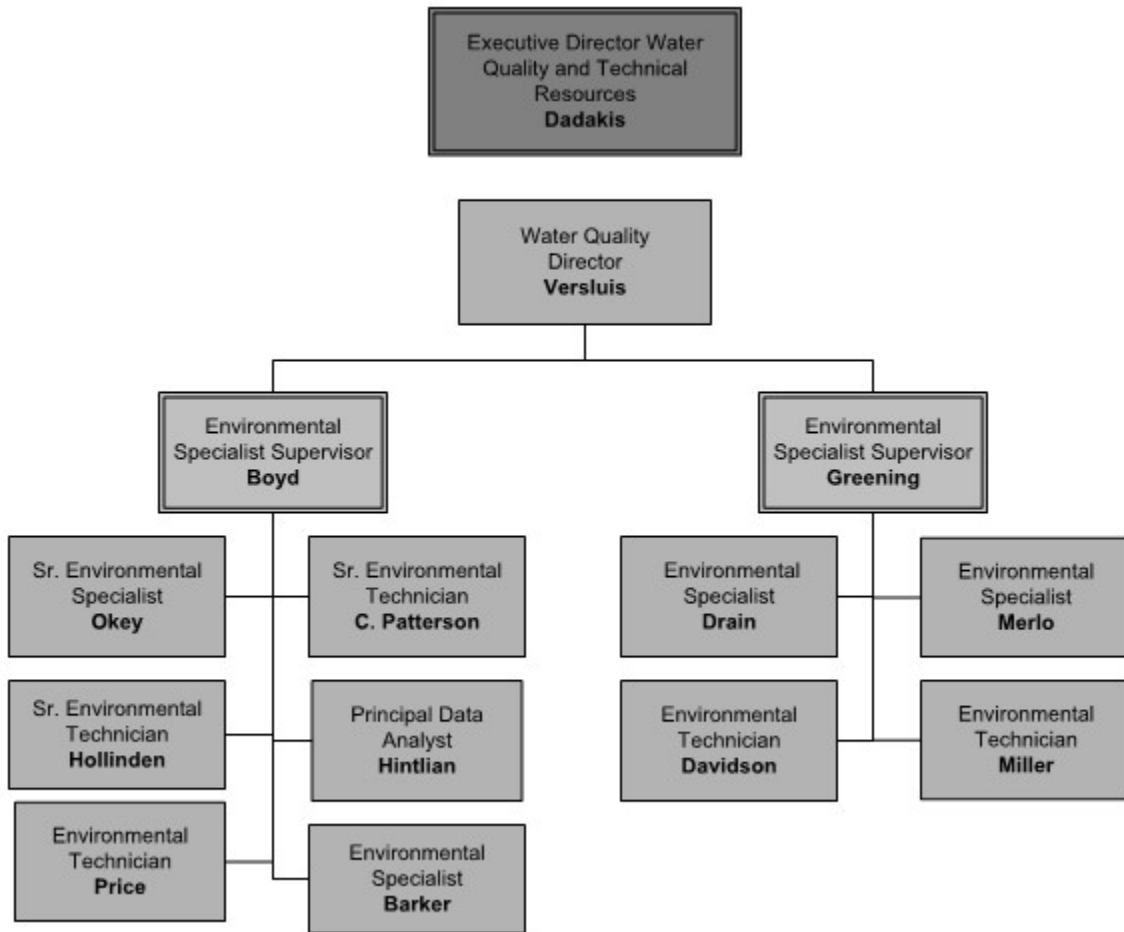 Executive Director Water
Quality and Technical
Resources
Dadakis
Water Quality
Director
Versluis
Environmental
Specialist Supervisor
Boyd
Environmental
Specialist Supervisor
Greening
Sr. Environmental
Specialist
Okey
Sr. Environmental
Technician
C. Patterson
Environmental
Specialist
Drain
Environmental
Specialist
Merlo
Sr. Environmental
Technician
Hollinden
Principal Data
Analyst
Hintlian
Environmental
Technician
Davidson
Environmental
Technician
Miller
Environmental
Technician
Price
Environmental
Specialist
Barker